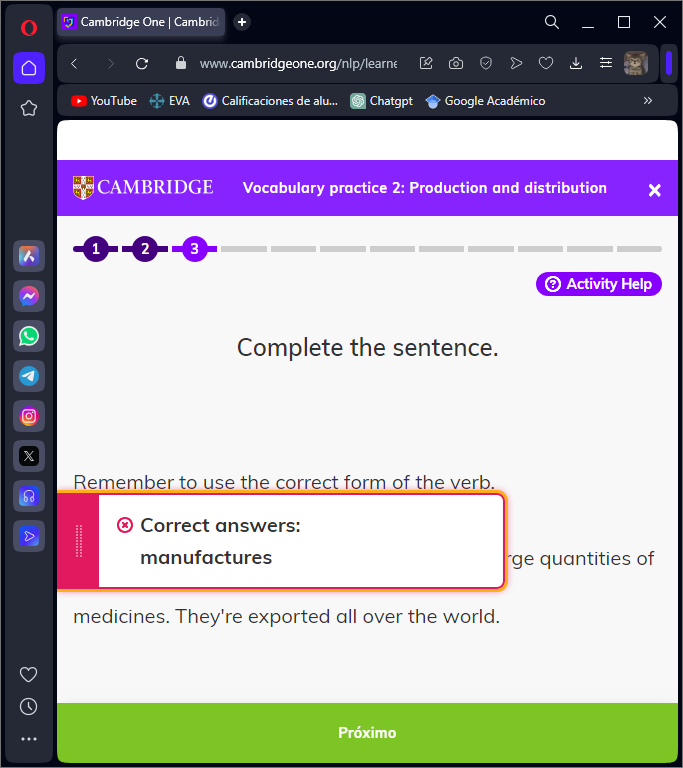 Cambridge One | Cambrid
www.cambridgeone.org/nlp/learne
YouTube EVA Calificaciones de alu... Chatgpt Google Académico
CAMBRIDGE Vocabulary practice 2: Production and distribution
1 2 3
Activity Help
Complete the sentence.
Remember to use the correct form of the verb.
Correct answers:
manufactures
rge quantities of
medicines. They're exported all over the world.
Próximo